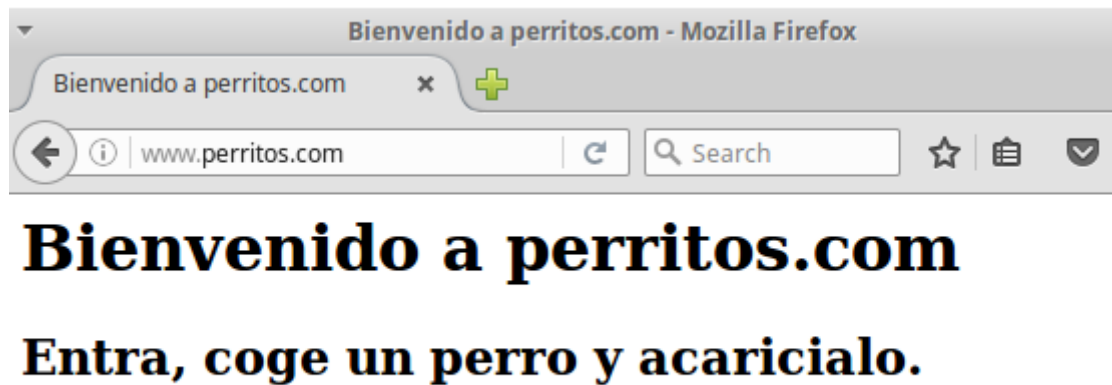 Bienvenido a perritos.com - Mozilla Firefox
Bienvenido a perritos.com
www.perritos.com
Search
Bienvenido a perritos.com
Entra, coge un perro y acaricialo.